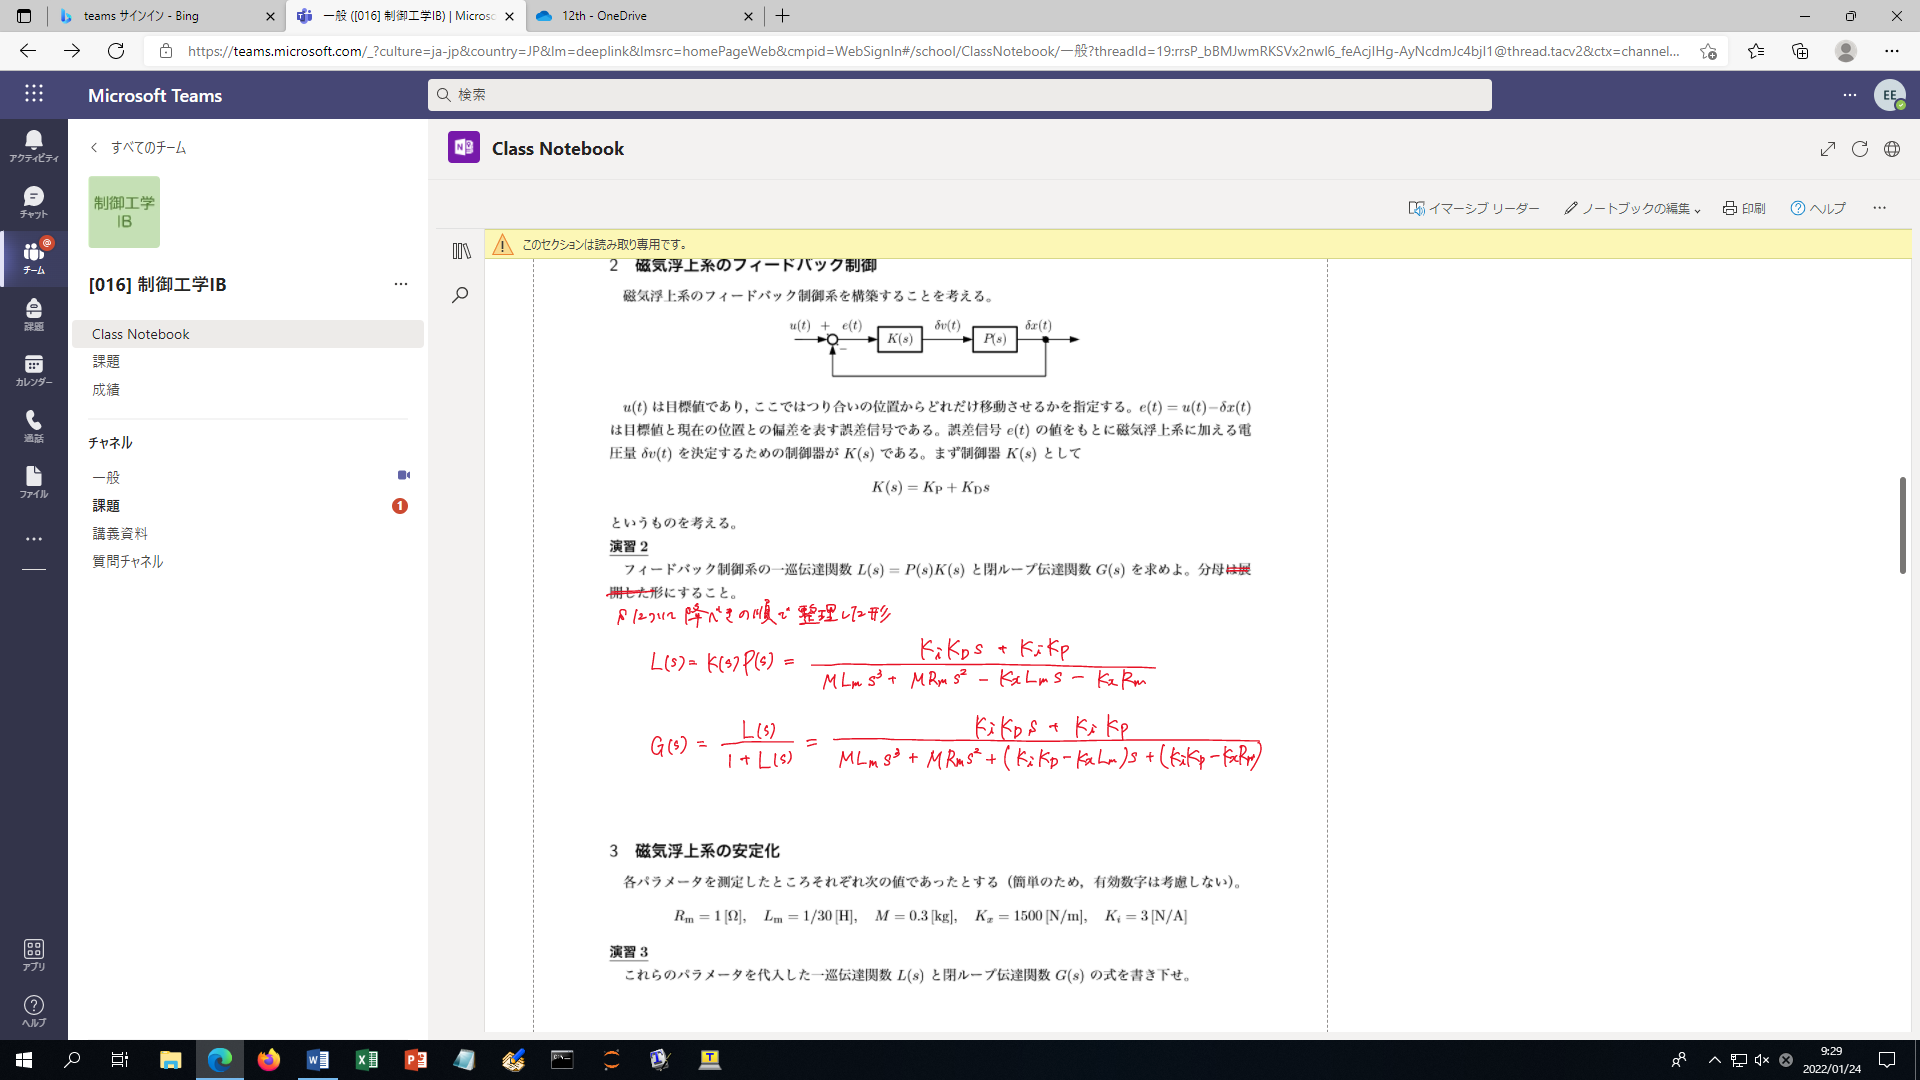 teams サインイン - Bing
一般 ([016] 制御工学IB) | Microsc
12th - OneDrive
https://teams.microsoft.com/_?culture=ja-jp&country=JP&lm=deeplink&lmsrc=homePageWeb&cmpid=WebSignIn#/school/ClassNotebook/一般?threadId=19:rrsP_bBMJwmRKSVx2nwl6_feAcjlHg-AyNcdmJc4bjI1@thread.tacv2&ctx=channel...
Microsoft Teams
検索
EE
アクティビティ
チャット
チーム
課題
カレンダー
通話
ファイル
アプリ
ヘルプ
すべてのチーム
制御工学
IB
[016] 制御工学IB
Class Notebook
課題
成績
チャネル
一般
課題
1
講義資料
質問チャネル
Class Notebook
イマーシブ リーダー
ノートブックの編集
印刷
ヘルプ
このセクションは読み取り専用です。
2 磁気浮上系のフィードバック制御
磁気浮上系のフィードバック制御系を構築することを考える。
u(t) + e(t) K(s) δv(t) P(s) δx(t)
−
u(t) は目標値であり，ここではつり合いの位置からどれだけ移動させるかを指定する。e(t) = u(t)−δx(t)
は目標値と現在の位置との偏差を表す誤差信号である。誤差信号 e(t) の値をもとに磁気浮上系に加える電
圧量 δv(t) を決定するための制御器が K(s) である。まず制御器 K(s) として
K(s) = K_P + K_D s
というものを考える。
演習 2
フィードバック制御系の一巡伝達関数 L(s) = P(s)K(s) と閉ループ伝達関数 G(s) を求めよ。分母は展
開した形にすること。
sについて降べきの順で整理した形
L(s) = K(s)P(s) = (K_i K_D s + K_i K_P) / (M L_m s³ + M R_m s² − K_x L_m s − K_x R_m)
G(s) = L(s) / (1 + L(s)) = (K_i K_D s + K_i K_P) / (M L_m s³ + M R_m s² + (K_i K_D − K_x L_m)s + (K_i K_P − K_x R_m))
3 磁気浮上系の安定化
各パラメータを測定したところそれぞれ次の値であったとする（簡単のため，有効数字は考慮しない）。
R_m = 1 [Ω], L_m = 1/30 [H], M = 0.3 [kg], K_x = 1500 [N/m], K_i = 3 [N/A]
演習 3
これらのパラメータを代入した一巡伝達関数 L(s) と閉ループ伝達関数 G(s) の式を書き下せ。
9:29
2022/01/24